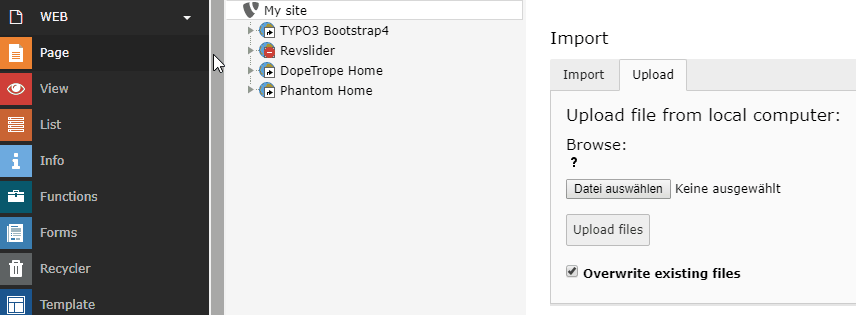 WEB
Page
View
List
Info
Functions
Forms
Recycler
Template
My site
TYPO3 Bootstrap4
Revslider
DopeTrope Home
Phantom Home
Import
Import Upload
Upload file from local computer:
Browse:
?
Datei auswählen Keine ausgewählt
Upload files
Overwrite existing files